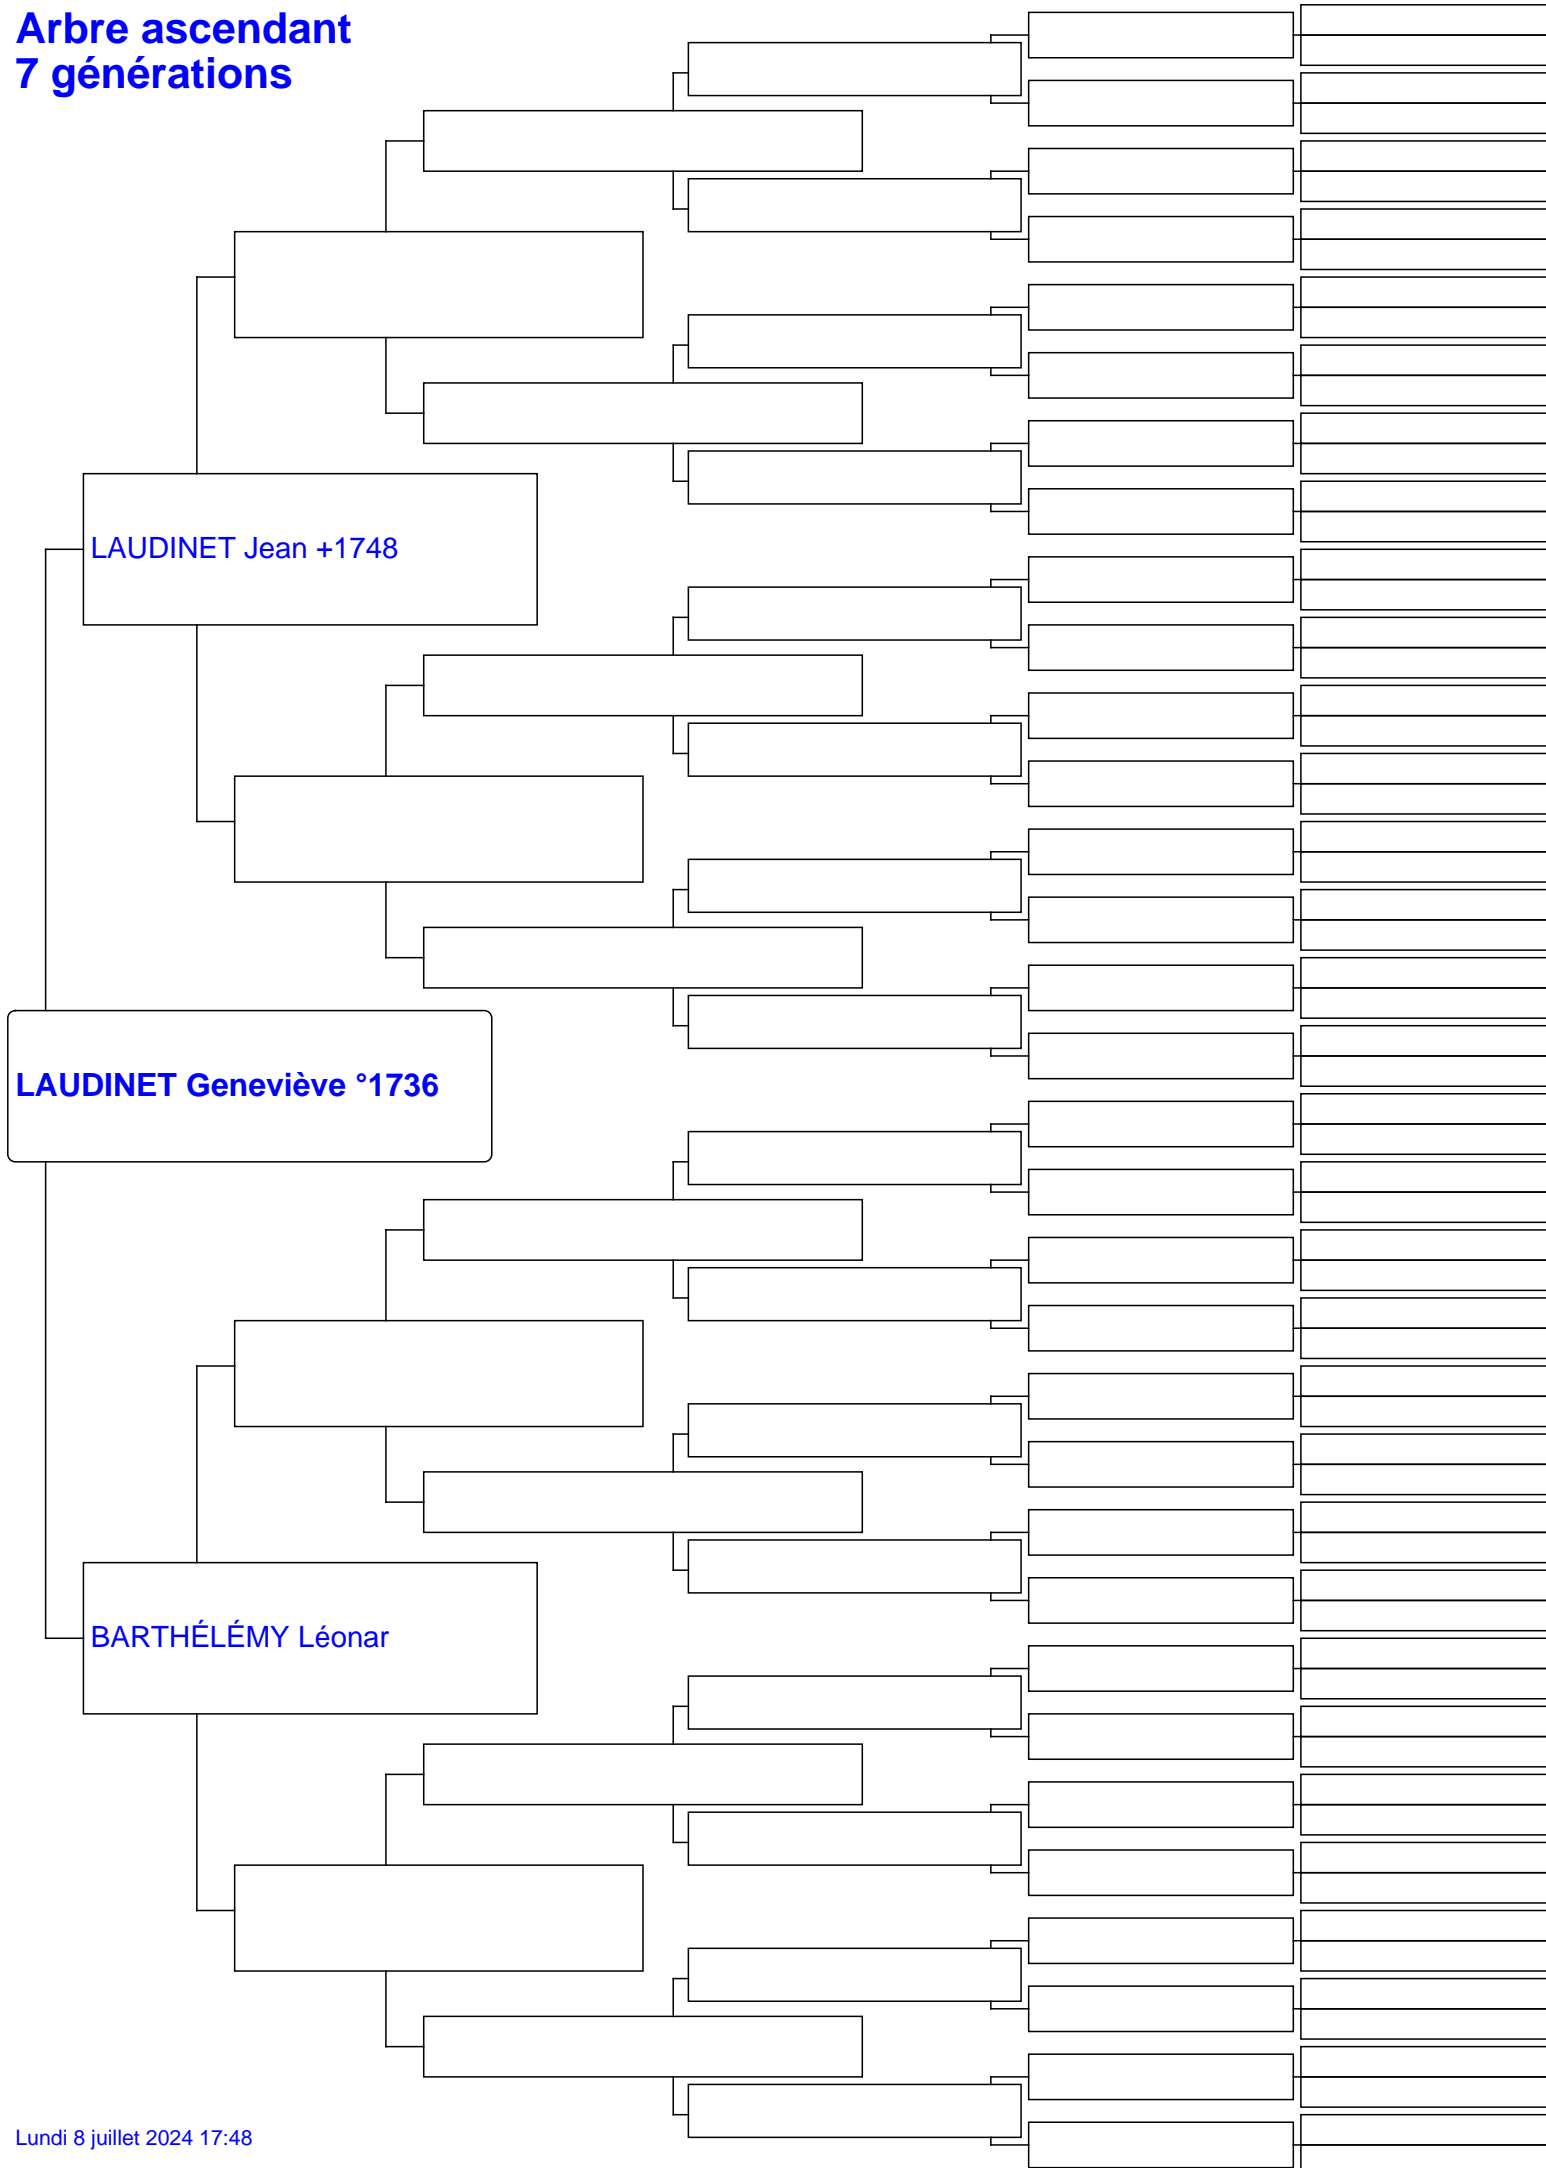 Arbre ascendant
7 générations
LAUDINET Jean +1748
LAUDINET Geneviève °1736
BARTHÉLÉMY Léonar
Lundi 8 juillet 2024 17:48